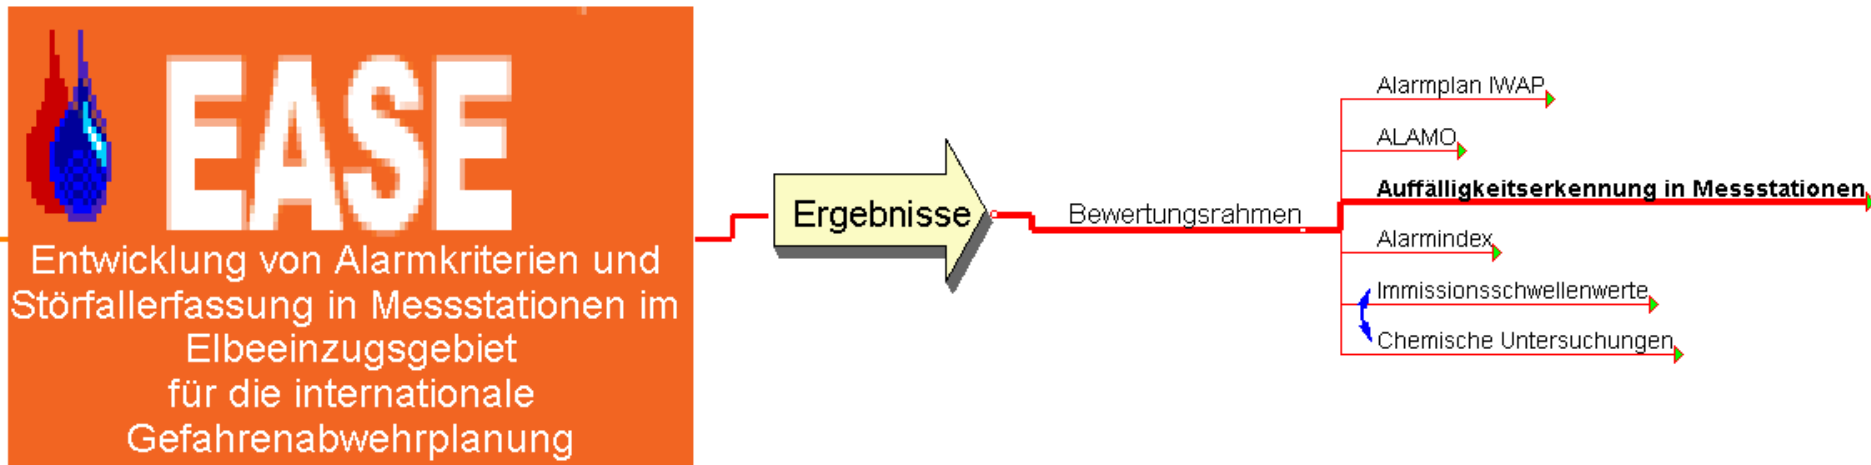 EASE
Entwicklung von Alarmkriterien und
Störfallerfassung in Messstationen im
Elbeeinzugsgebiet
für die internationale
Gefahrenabwehrplanung
Ergebnisse
Bewertungsrahmen
Alarmplan IWAP
ALAMO
Auffälligkeitserkennung in Messstationen
Alarmindex
Immissionsschwellenwerte
Chemische Untersuchungen